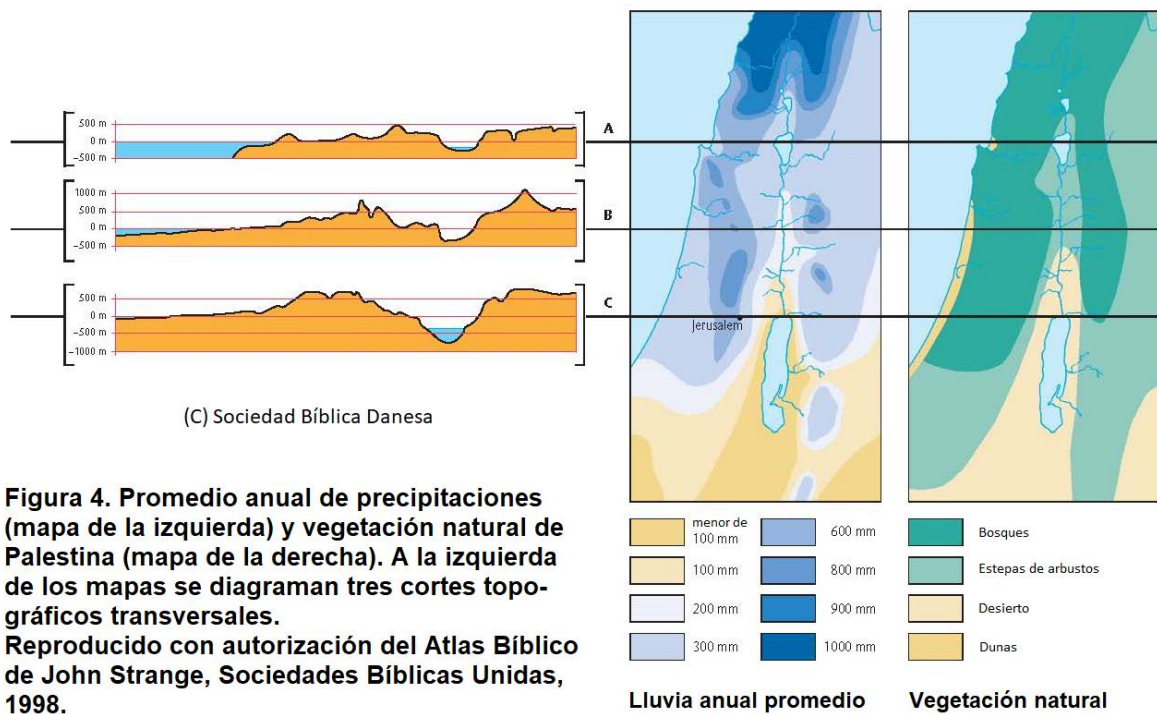 500 m
0 m
−500 m
A
1000 m
500 m
0 m
−500 m
B
500 m
0 m
−500 m
−1000 m
C
Jerusalem
(C) Sociedad Bíblica Danesa
Figura 4. Promedio anual de precipitaciones
(mapa de la izquierda) y vegetación natural de
Palestina (mapa de la derecha). A la izquierda
de los mapas se diagraman tres cortes topo-
gráficos transversales.
Reproducido con autorización del Atlas Bíblico
de John Strange, Sociedades Bíblicas Unidas,
1998.
menor de
100 mm
100 mm
200 mm
300 mm
600 mm
800 mm
900 mm
1000 mm
Lluvia anual promedio
Bosques
Estepas de arbustos
Desierto
Dunas
Vegetación natural